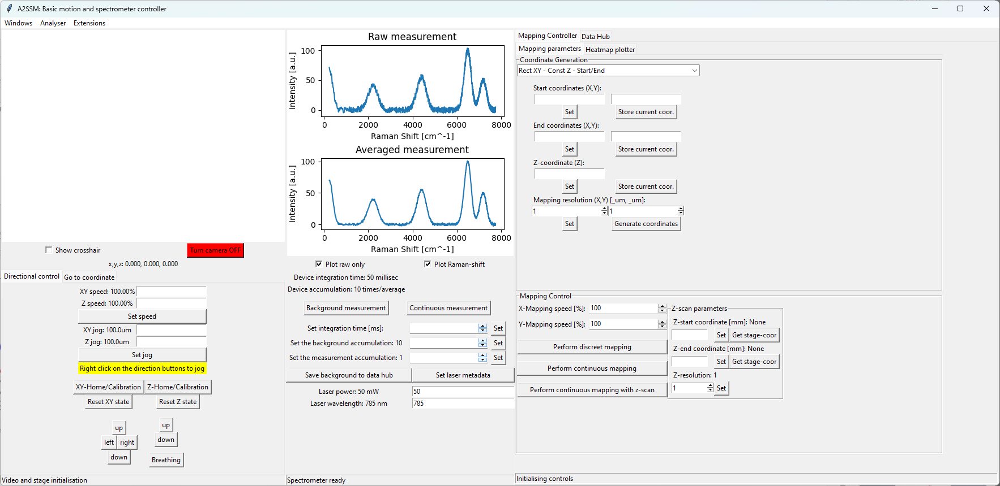 A2SSM: Basic motion and spectrometer controller
Windows Analyser Extensions
Show crosshair
Turn camera OFF
x,y,z: 0.000, 0.000, 0.000
Directional control Go to coordinate
XY speed: 100.00%
Z speed: 100.00%
Set speed
XY jog: 100.0um
Z jog: 100.0um
Set jog
Right click on the direction buttons to jog
XY-Home/Calibration Z-Home/Calibration
Reset XY state Reset Z state
up
left right
down
up
down
Breathing
Video and stage initialisation
Raw measurement
Intensity [a.u.]
100
50
0
0 2000 4000 6000 8000
Raman Shift [cm^-1]
Averaged measurement
Intensity [a.u.]
100
50
0
0 2000 4000 6000 8000
Raman Shift [cm^-1]
Plot raw only Plot Raman-shift
Device integration time: 50 millisec
Device accumulation: 10 times/average
Background measurement Continuous measurement
Set integration time [ms]: Set
Set the background accumulation: 10 Set
Set the measurement accumulation: 1 Set
Save background to data hub Set laser metadata
Laser power: 50 mW 50
Laser wavelength: 785 nm 785
Spectrometer ready
Mapping Controller Data Hub
Mapping parameters Heatmap plotter
Coordinate Generation
Rect XY - Const Z - Start/End
Start coordinates (X,Y):
Set Store current coor.
End coordinates (X,Y):
Set Store current coor.
Z-coordinate (Z):
Set Store current coor.
Mapping resolution (X,Y) [_um, _um]:
1 1
Set Generate coordinates
Mapping Control
X-Mapping speed [%]: 100
Y-Mapping speed [%]: 100
Perform discreet mapping
Perform continuous mapping
Perform continuous mapping with z-scan
Z-scan parameters
Z-start coordinate [mm]: None
Set Get stage-coor
Z-end coordinate [mm]: None
Set Get stage-coor
Z-resolution: 1
1 Set
Initialising controls